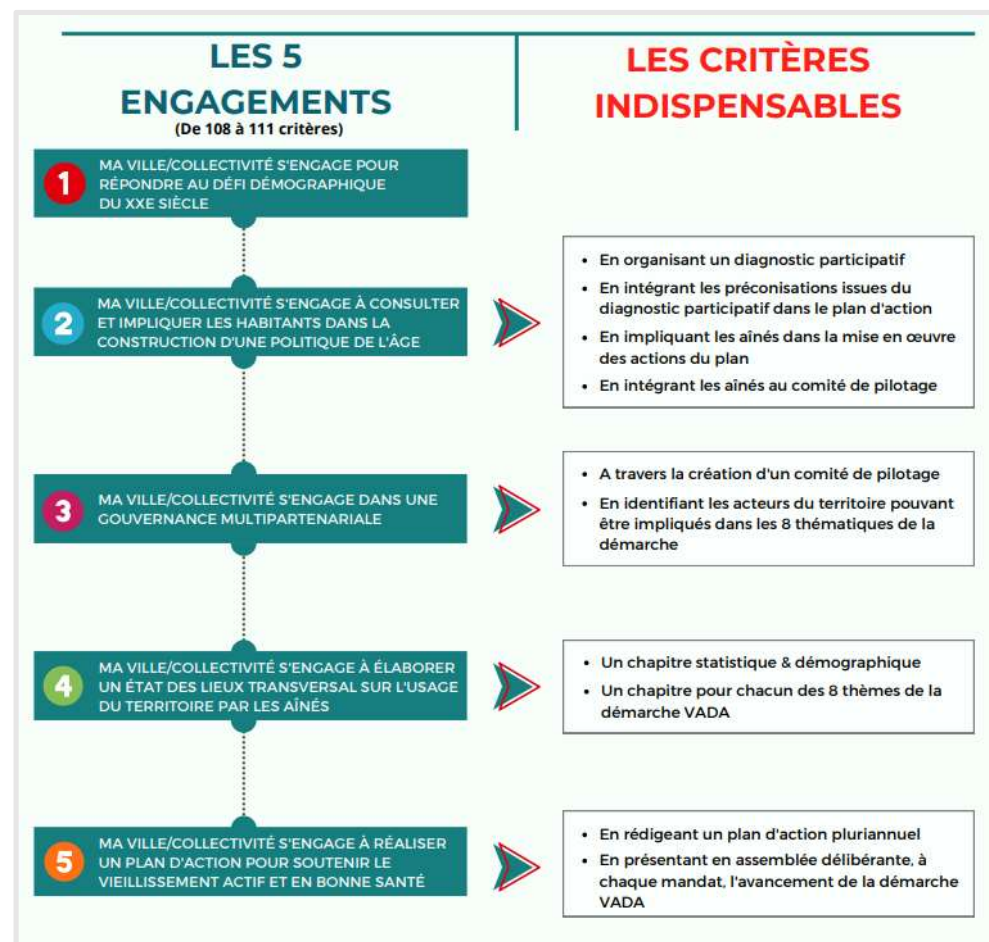 LES 5
ENGAGEMENTS
(De 108 à 111 critères)
LES CRITÈRES
INDISPENSABLES
1
MA VILLE/COLLECTIVITÉ S'ENGAGE POUR
RÉPONDRE AU DÉFI DÉMOGRAPHIQUE
DU XXE SIÈCLE
2
MA VILLE/COLLECTIVITÉ S'ENGAGE À CONSULTER
ET IMPLIQUER LES HABITANTS DANS LA
CONSTRUCTION D'UNE POLITIQUE DE L'ÂGE
• En organisant un diagnostic participatif
• En intégrant les préconisations issues du
diagnostic participatif dans le plan d'action
• En impliquant les aînés dans la mise en œuvre
des actions du plan
• En intégrant les aînés au comité de pilotage
3
MA VILLE/COLLECTIVITÉ S'ENGAGE DANS UNE
GOUVERNANCE MULTIPARTENARIALE
• A travers la création d'un comité de pilotage
• En identifiant les acteurs du territoire pouvant
être impliqués dans les 8 thématiques de la
démarche
4
MA VILLE/COLLECTIVITÉ S'ENGAGE À ÉLABORER
UN ÉTAT DES LIEUX TRANSVERSAL SUR L'USAGE
DU TERRITOIRE PAR LES AÎNÉS
• Un chapitre statistique & démographique
• Un chapitre pour chacun des 8 thèmes de la
démarche VADA
5
MA VILLE/COLLECTIVITÉ S'ENGAGE À RÉALISER
UN PLAN D'ACTION POUR SOUTENIR LE
VIEILLISSEMENT ACTIF ET EN BONNE SANTÉ
• En rédigeant un plan d'action pluriannuel
• En présentant en assemblée délibérante, à
chaque mandat, l'avancement de la démarche
VADA